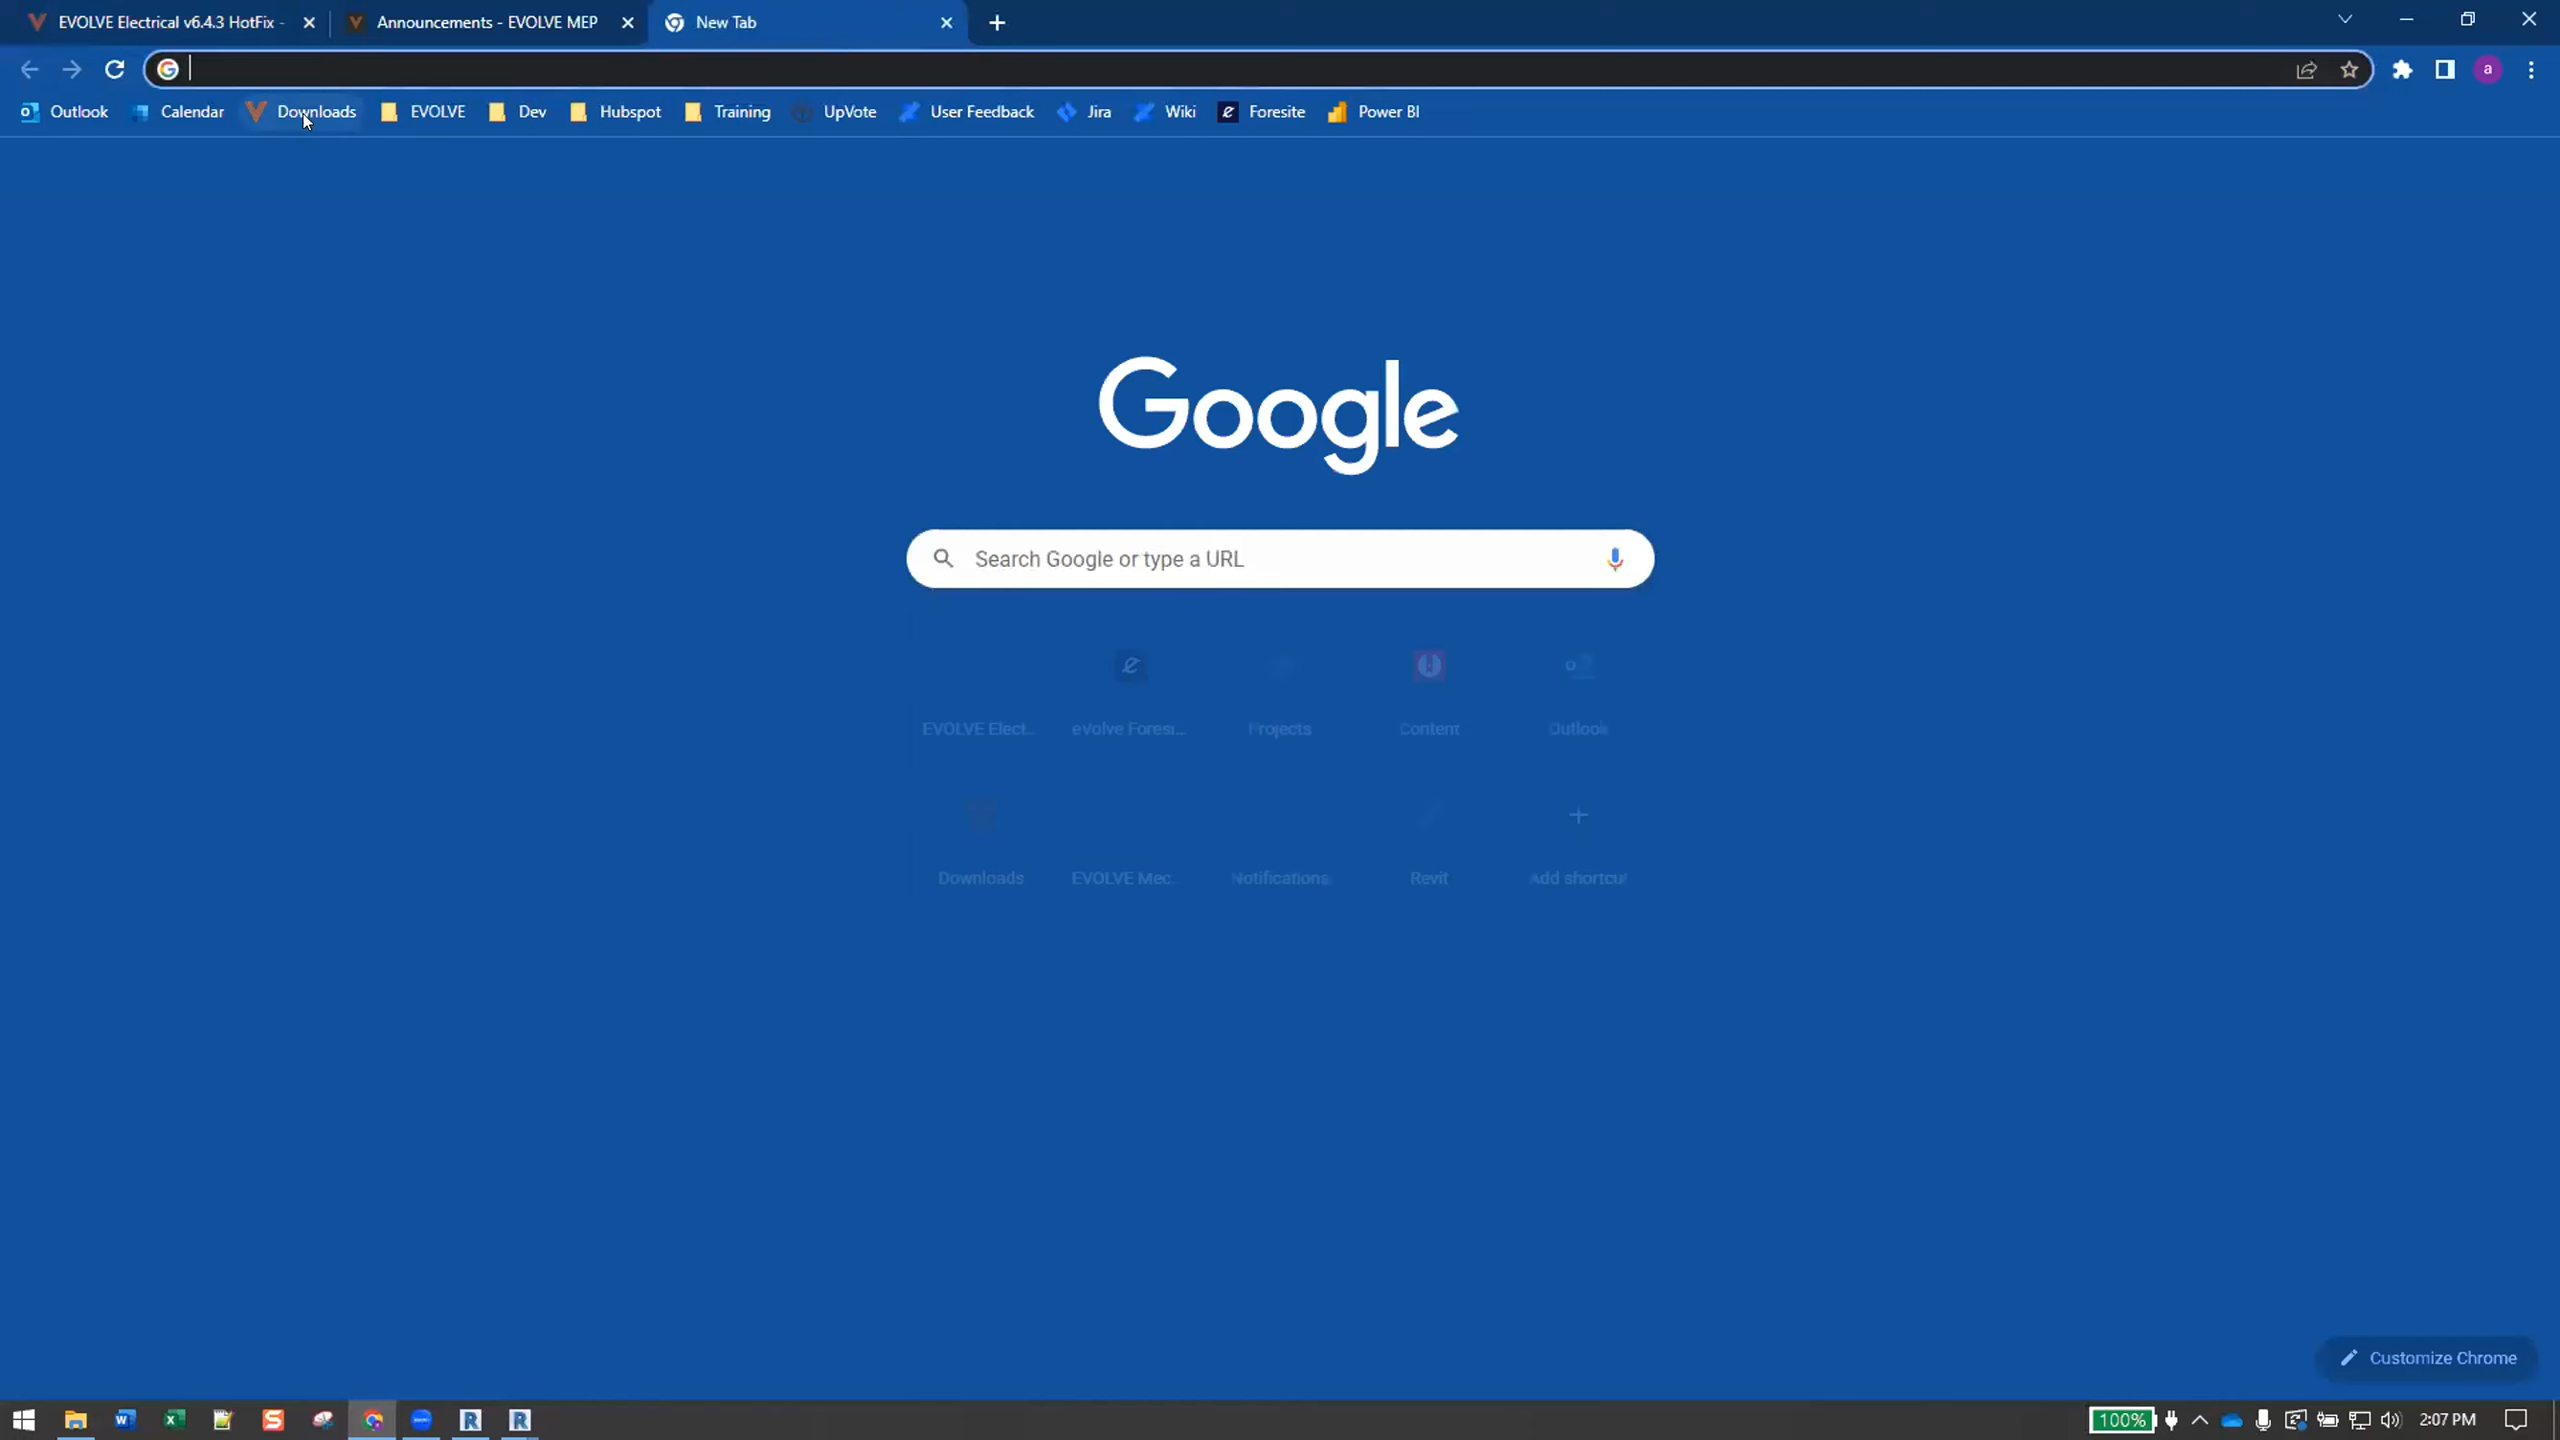 EVOLVE Electrical v6.4.3 HotFix -
Announcements - EVOLVE MEP
New Tab
a
Outlook
Calendar
Downloads
EVOLVE
Dev
Hubspot
Training
UpVote
User Feedback
Jira
Wiki
Foresite
Power BI
Google
Search Google or type a URL
EVOLVE Elect...
eVolve Foresi...
Projects
Content
Outlook
Downloads
EVOLVE Mec...
Notifications
Revit
Add shortcut
Customize Chrome
100%
2:07 PM